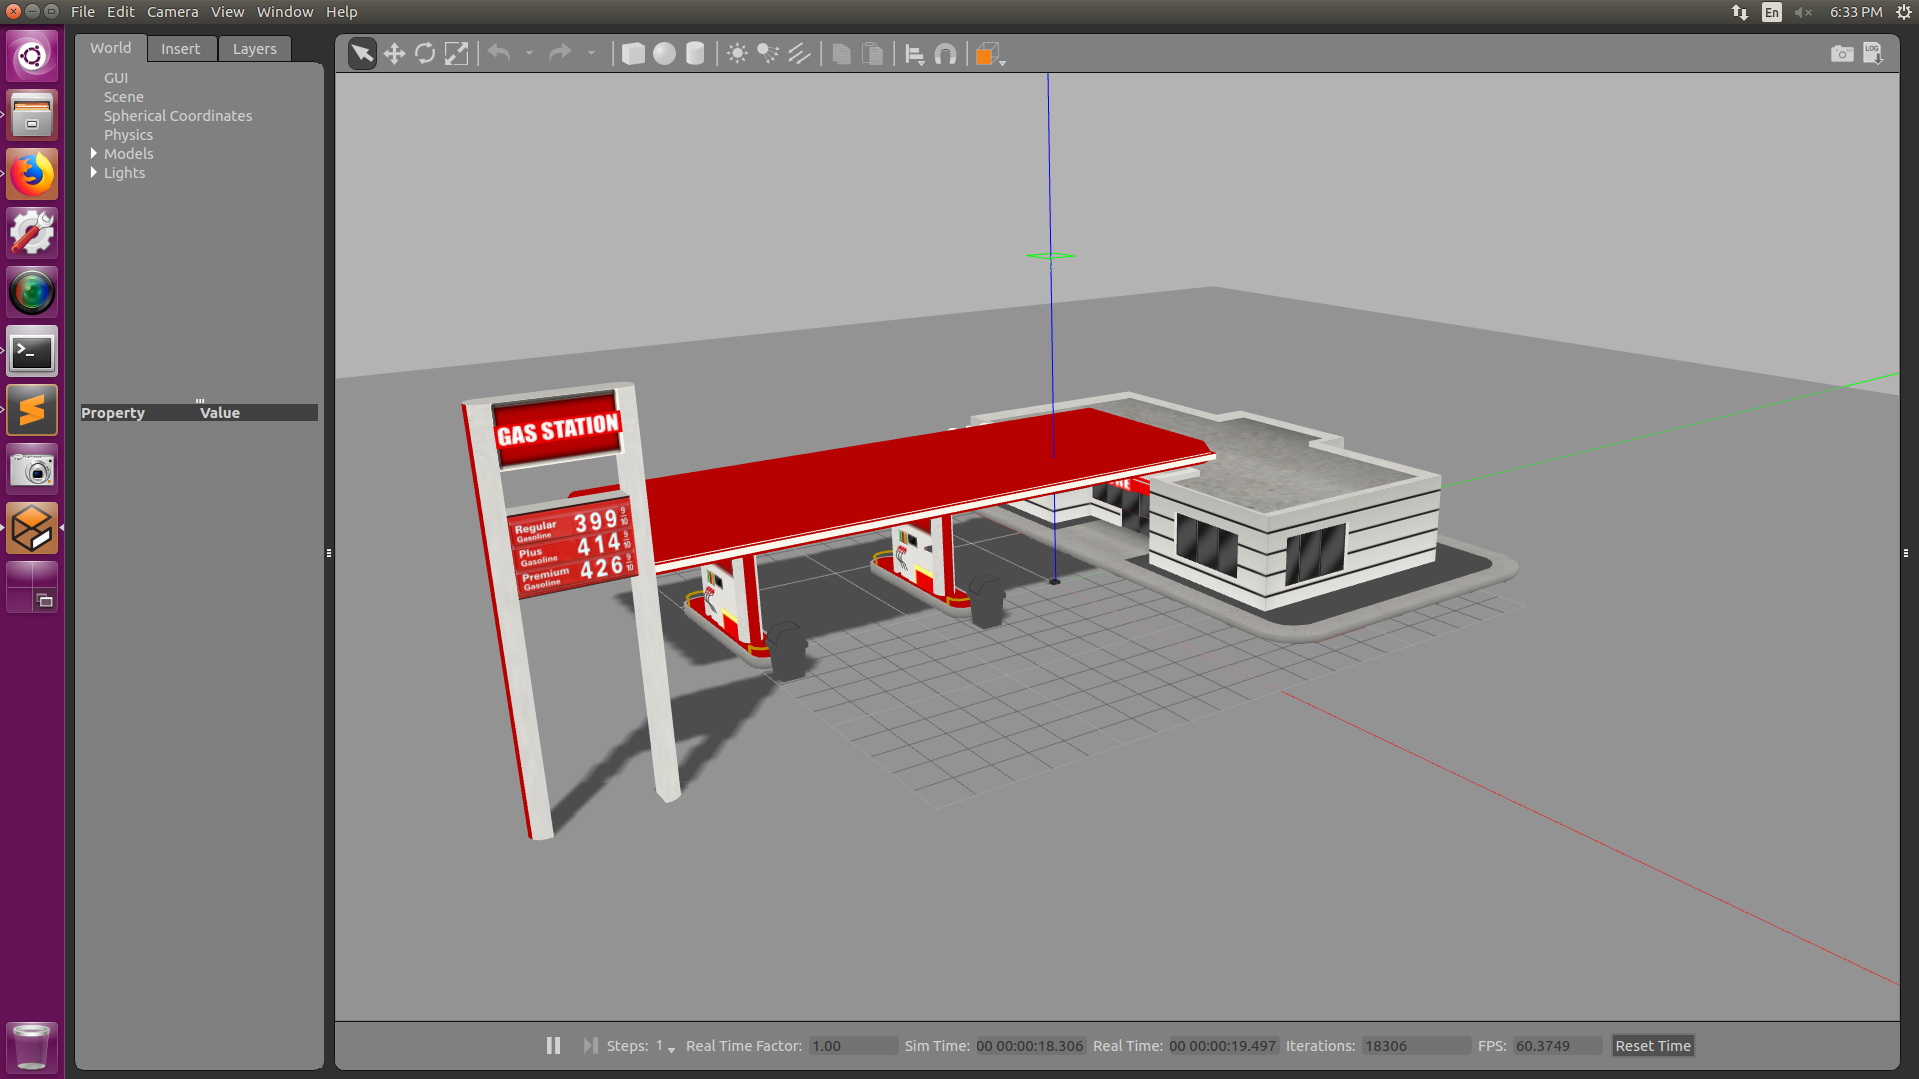 File Edit Camera View Window Help
En 6:33 PM
World Insert Layers
LOG
GUI
Scene
Spherical Coordinates
Physics
Models
Lights
Property Value
GAS STATION
Regular Gasoline 399 9/10
Plus Gasoline 414 9/10
Premium Gasoline 426 9/10
Steps: 1 Real Time Factor: 1.00 Sim Time: 00 00:00:18.306 Real Time: 00 00:00:19.497 Iterations: 18306 FPS: 60.3749 Reset Time